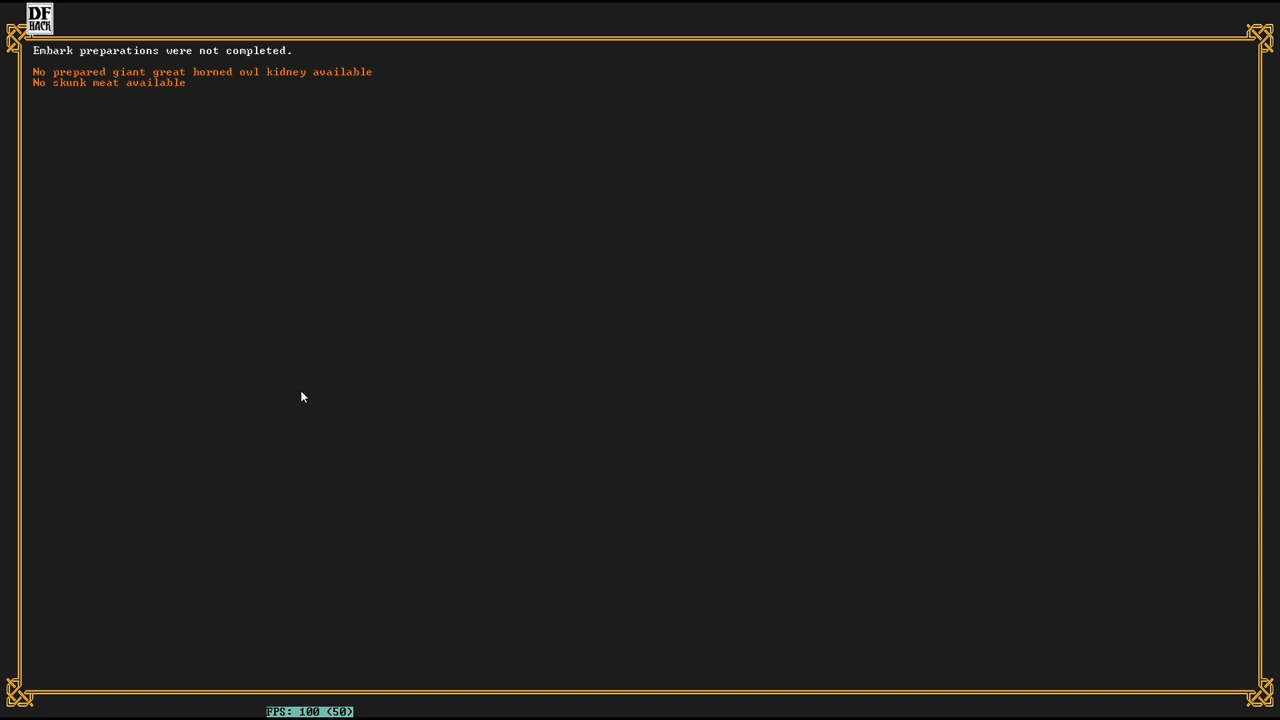 DF
HACK
Embark preparations were not completed.
No prepared giant great horned owl kidney available
No skunk meat available
FPS: 100 (50)